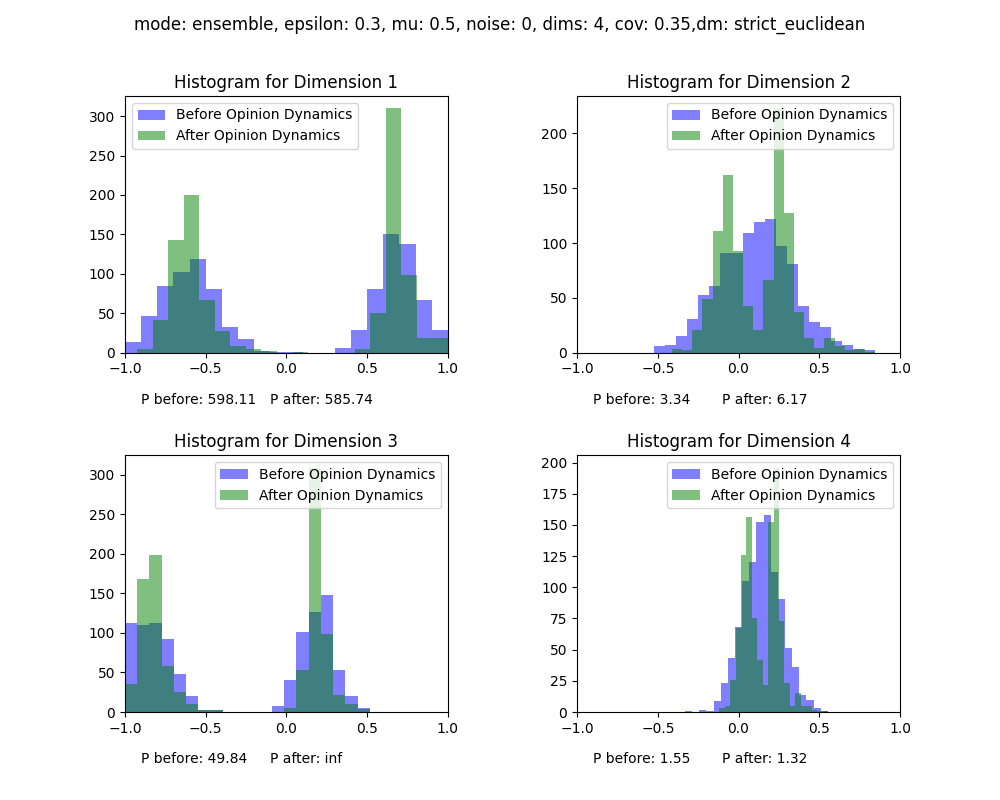 mode: ensemble, epsilon: 0.3, mu: 0.5, noise: 0, dims: 4, cov: 0.35,dm: strict_euclidean
Histogram for Dimension 1
Before Opinion Dynamics
After Opinion Dynamics
300
250
200
150
100
50
0
−1.0 −0.5 0.0 0.5 1.0
P before: 598.11 P after: 585.74
Histogram for Dimension 2
Before Opinion Dynamics
After Opinion Dynamics
200
150
100
50
0
−1.0 −0.5 0.0 0.5 1.0
P before: 3.34 P after: 6.17
Histogram for Dimension 3
Before Opinion Dynamics
After Opinion Dynamics
300
250
200
150
100
50
0
−1.0 −0.5 0.0 0.5 1.0
P before: 49.84 P after: inf
Histogram for Dimension 4
Before Opinion Dynamics
After Opinion Dynamics
200
175
150
125
100
75
50
25
0
−1.0 −0.5 0.0 0.5 1.0
P before: 1.55 P after: 1.32